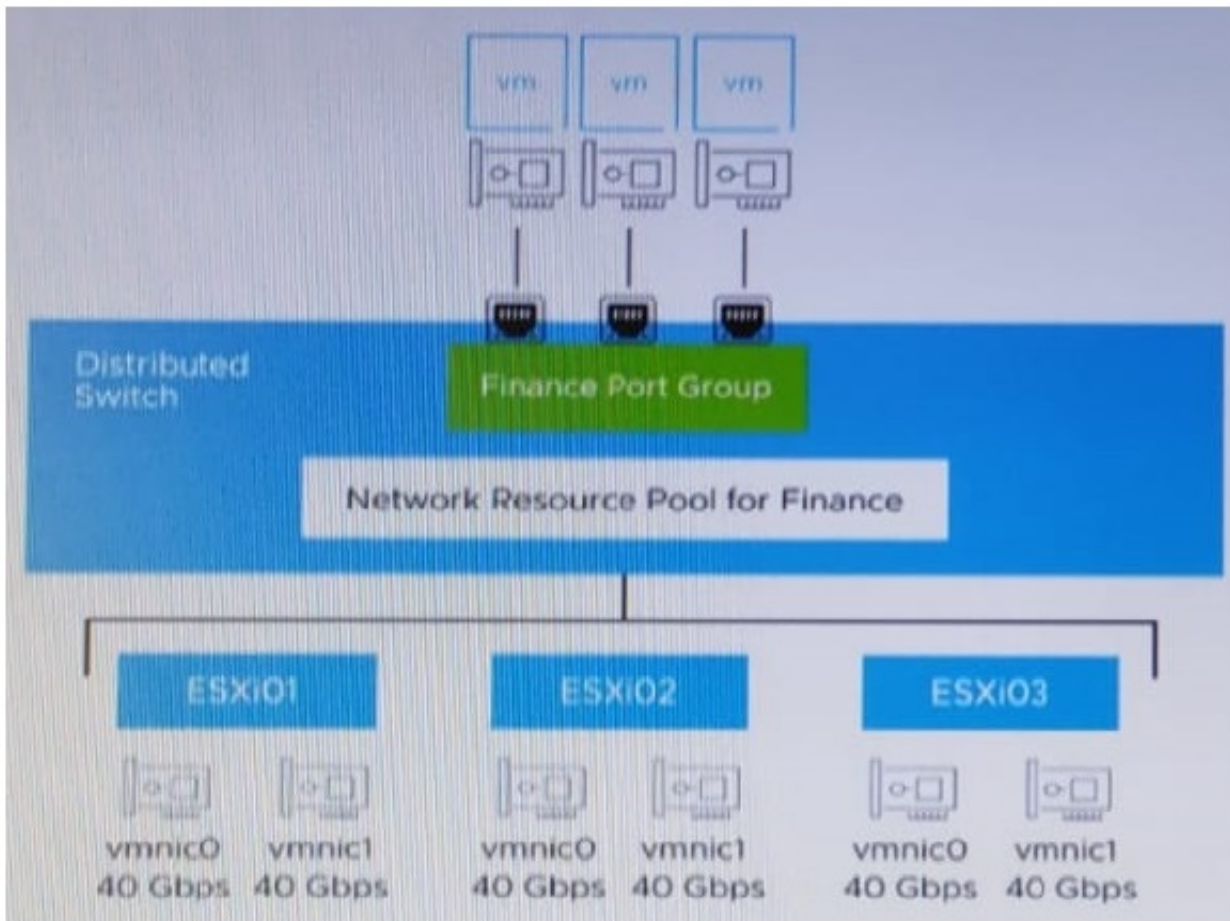 vm vm vm
Distributed
Switch
Finance Port Group
Network Resource Pool for Finance
ESXi01 ESXi02 ESXi03
vmnic0 vmnic1 vmnic0 vmnic1 vmnic0 vmnic1
40 Gbps 40 Gbps 40 Gbps 40 Gbps 40 Gbps 40 Gbps